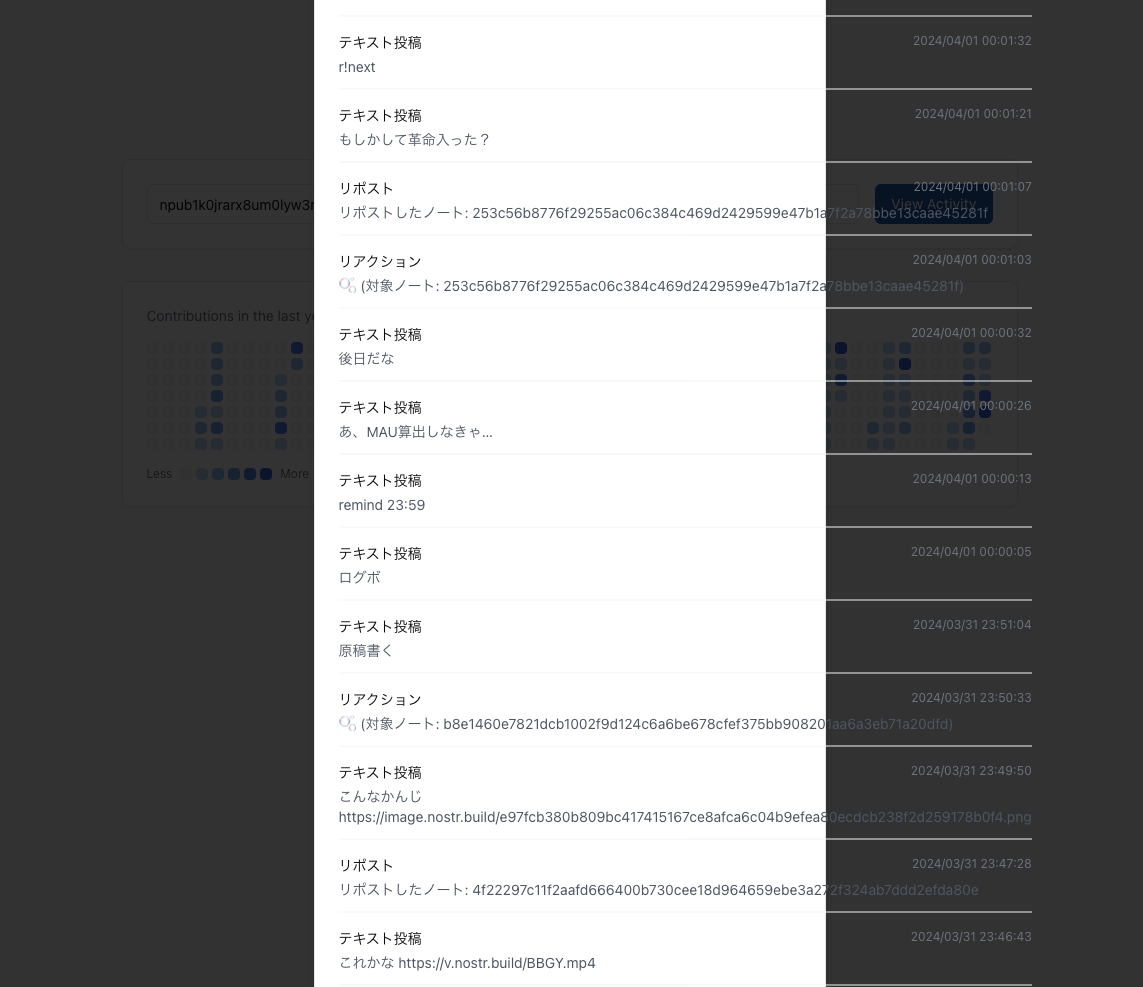 テキスト投稿 2024/04/01 00:01:32
r!next
テキスト投稿 2024/04/01 00:01:21
もしかして革命入った？
リポスト 2024/04/01 00:01:07
npub1k0jrarx8um0lyw3r
View Activity
リポストしたノート: 253c56b8776f29255ac06c384c469d2429599e47b1a7f2a78bbe13caae45281f
リアクション 2024/04/01 00:01:03
(対象ノート: 253c56b8776f29255ac06c384c469d2429599e47b1a7f2a78bbe13caae45281f)
Contributions in the last ye
テキスト投稿 2024/04/01 00:00:32
後日だな
テキスト投稿 2024/04/01 00:00:26
あ、MAU算出しなきゃ...
Less More
テキスト投稿 2024/04/01 00:00:13
remind 23:59
テキスト投稿 2024/04/01 00:00:05
ログボ
テキスト投稿 2024/03/31 23:51:04
原稿書く
リアクション 2024/03/31 23:50:33
(対象ノート: b8e1460e7821dcb1002f9d124c6a6be678cfef375bb908201aa6a3eb71a20dfd)
テキスト投稿 2024/03/31 23:49:50
こんなかんじ
https://image.nostr.build/e97fcb380b809bc417415167ce8afca6c04b9efea80ecdcb238f2d259178b0f4.png
リポスト 2024/03/31 23:47:28
リポストしたノート: 4f22297c11f2aafd666400b730cee18d964659ebe3a272f324ab7ddd2efda80e
テキスト投稿 2024/03/31 23:46:43
これかな https://v.nostr.build/BBGY.mp4